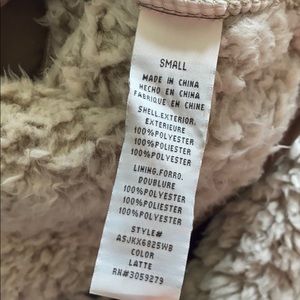 SMALL
MADE IN CHINA
HECHO EN CHINA
FABRIQUE EN CHINE
SHELL.EXTERIOR.
EXTERIEURE
100%POLYESTER
100%POLIESTER
100%POLYESTER
LINING.FORRO.
DOUBLURE
100%POLYESTER
100%POLIESTER
100%POLYESTER
STYLE#
ASJKX6825WB
COLOR
LATTE
RN#3059279